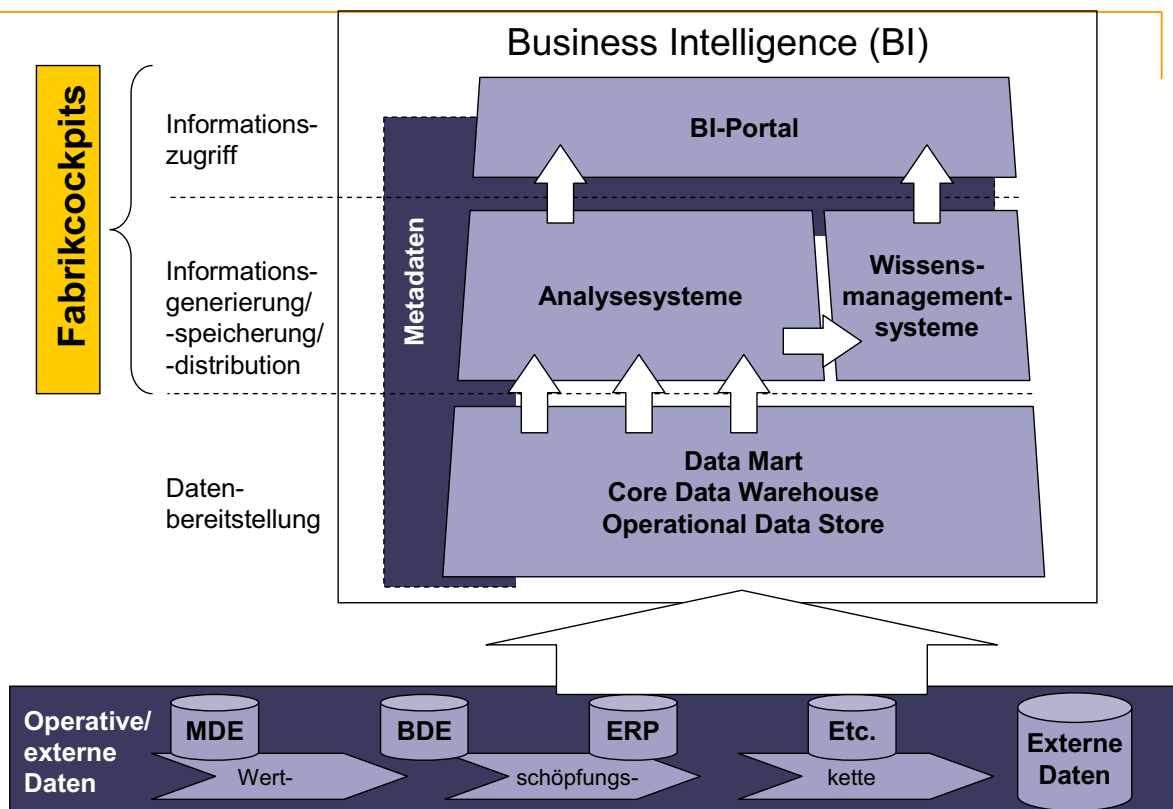 Business Intelligence (BI)
Fabrikcockpits
Informations-
zugriff
BI-Portal
Metadaten
Informations-
generierung/
-speicherung/
-distribution
Analysesysteme
Wissens-
management-
systeme
Daten-
bereitstellung
Data Mart
Core Data Warehouse
Operational Data Store
Operative/
externe
Daten
MDE
BDE
ERP
Etc.
Wert-
schöpfungs-
kette
Externe
Daten